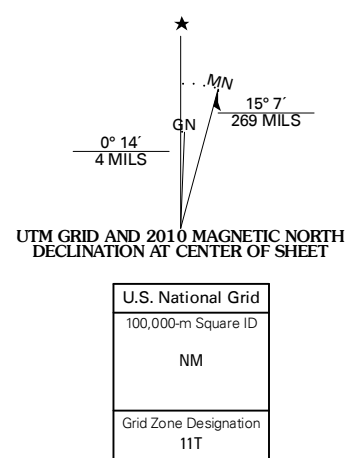 ★
MN
15° 7´
269 MILS
GN
0° 14´
4 MILS
UTM GRID AND 2010 MAGNETIC NORTH
DECLINATION AT CENTER OF SHEET
U.S. National Grid
100,000-m Square ID
NM
Grid Zone Designation
11T